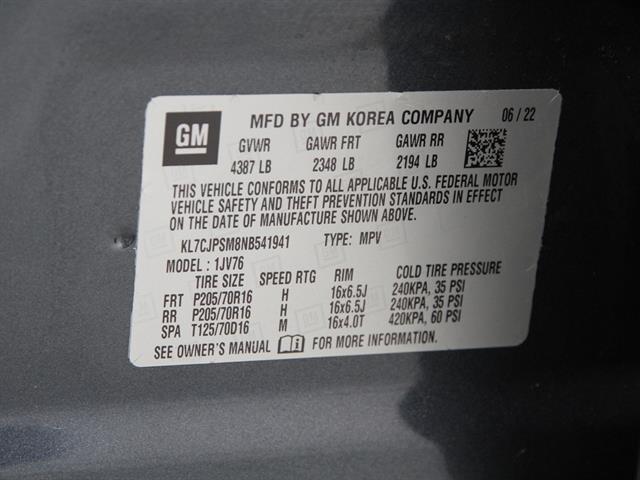 GM MFD BY GM KOREA COMPANY 06 / 22
GVWR GAWR FRT GAWR RR
4387 LB 2348 LB 2194 LB
THIS VEHICLE CONFORMS TO ALL APPLICABLE U.S. FEDERAL MOTOR
VEHICLE SAFETY AND THEFT PREVENTION STANDARDS IN EFFECT
ON THE DATE OF MANUFACTURE SHOWN ABOVE.
KL7CJPSM8NB541941 TYPE: MPV
MODEL : 1JV76
TIRE SIZE SPEED RTG RIM COLD TIRE PRESSURE
FRT P205/70R16 H 16x6.5J 240KPA, 35 PSI
RR P205/70R16 H 16x6.5J 240KPA, 35 PSI
SPA T125/70D16 M 16x4.0T 420KPA, 60 PSI
SEE OWNER'S MANUAL FOR MORE INFORMATION.